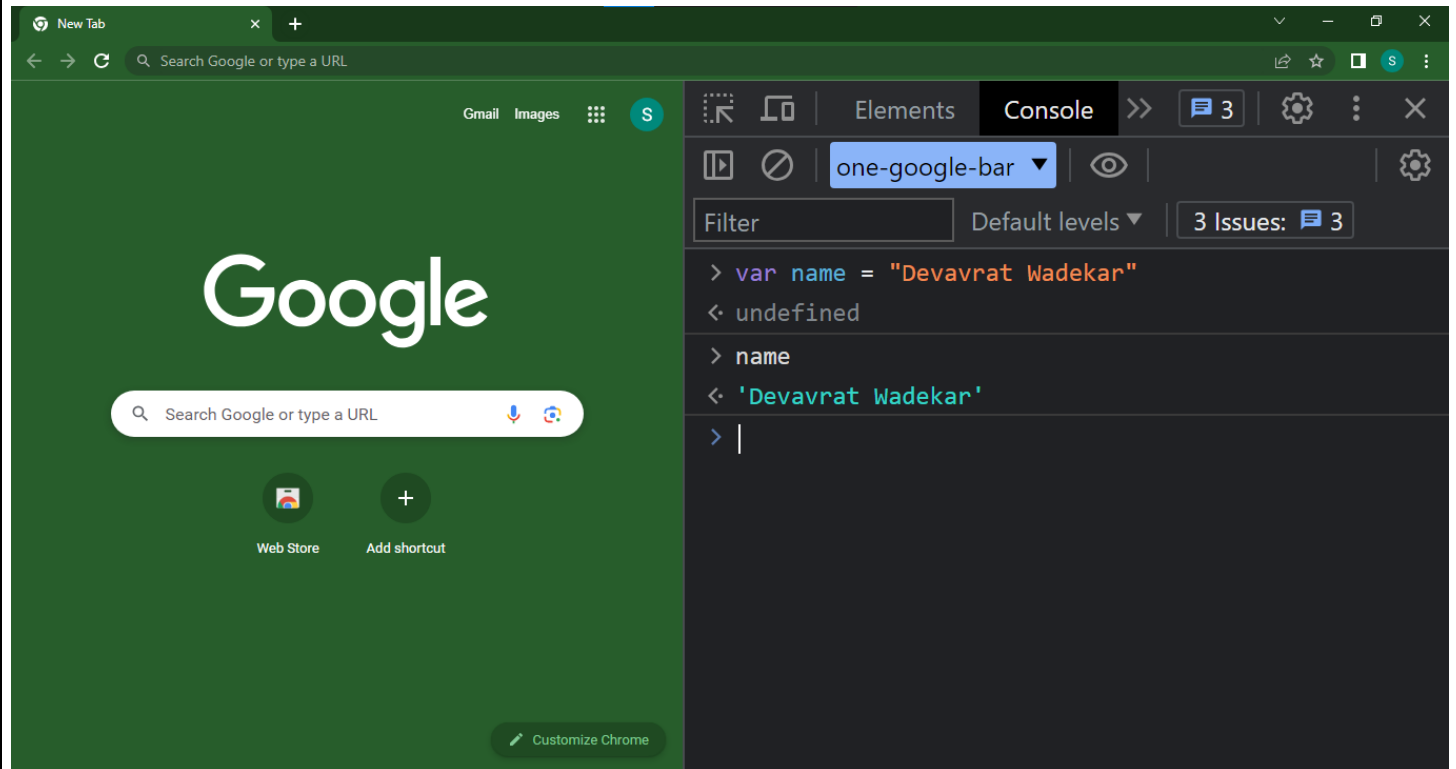 New Tab
Search Google or type a URL
S
Gmail Images
S
Google
Search Google or type a URL
Web Store
Add shortcut
Customize Chrome
Elements Console 3
one-google-bar
Filter Default levels 3 Issues: 3
> var name = "Devavrat Wadekar"
undefined
> name
'Devavrat Wadekar'
>